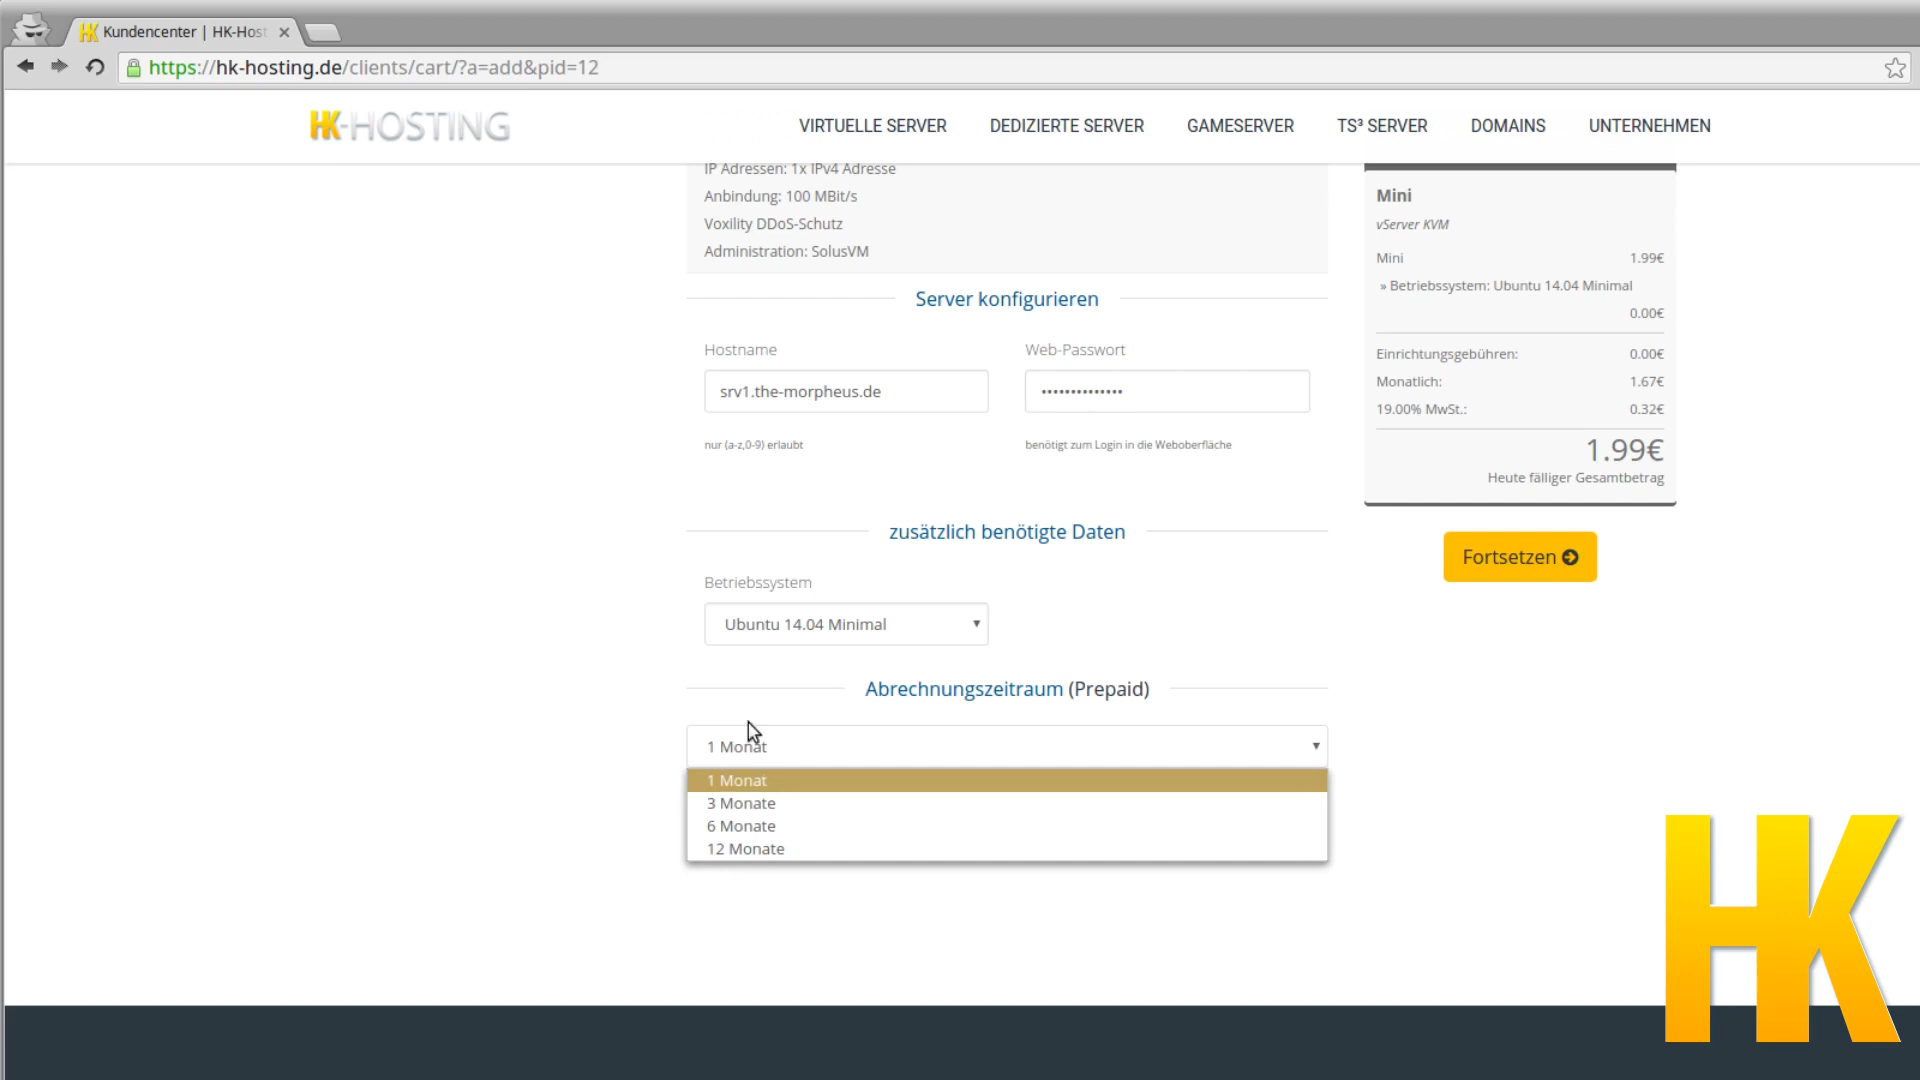 HK Kundencenter | HK-Host
https://hk-hosting.de/clients/cart/?a=add&pid=12
HK-HOSTING
VIRTUELLE SERVER DEDIZIERTE SERVER GAMESERVER TS³ SERVER DOMAINS UNTERNEHMEN
IP Adressen: 1x IPv4 Adresse
Anbindung: 100 MBit/s
Voxility DDoS-Schutz
Administration: SolusVM
Server konfigurieren
Hostname Web-Passwort
srv1.the-morpheus.de ••••••••••••••
nur (a-z,0-9) erlaubt benötigt zum Login in die Weboberfläche
zusätzlich benötigte Daten
Betriebssystem
Ubuntu 14.04 Minimal
Abrechnungszeitraum (Prepaid)
1 Monat
1 Monat
3 Monate
6 Monate
12 Monate
Mini
vServer KVM
Mini 1.99€
» Betriebssystem: Ubuntu 14.04 Minimal
0.00€
Einrichtungsgebühren: 0.00€
Monatlich: 1.67€
19.00% MwSt.: 0.32€
1.99€
Heute fälliger Gesamtbetrag
Fortsetzen
HK